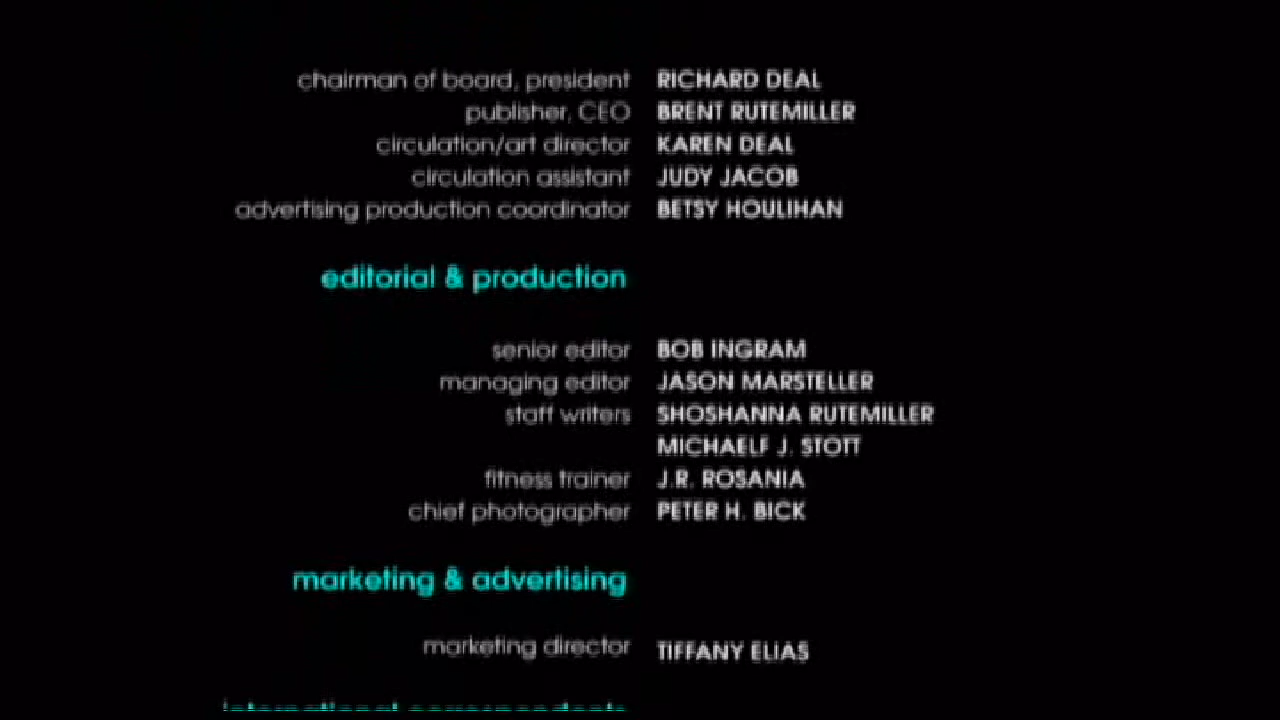 chairman of board, president RICHARD DEAL
publisher, CEO BRENT RUTEMILLER
circulation/art director KAREN DEAL
circulation assistant JUDY JACOB
advertising production coordinator BETSY HOULIHAN
editorial & production
senior editor BOB INGRAM
managing editor JASON MARSTELLER
staff writers SHOSHANNA RUTEMILLER
MICHAELF J. STOTT
fitness trainer J.R. ROSANIA
chief photographer PETER H. BICK
marketing & advertising
marketing director TIFFANY ELIAS
international correspondents